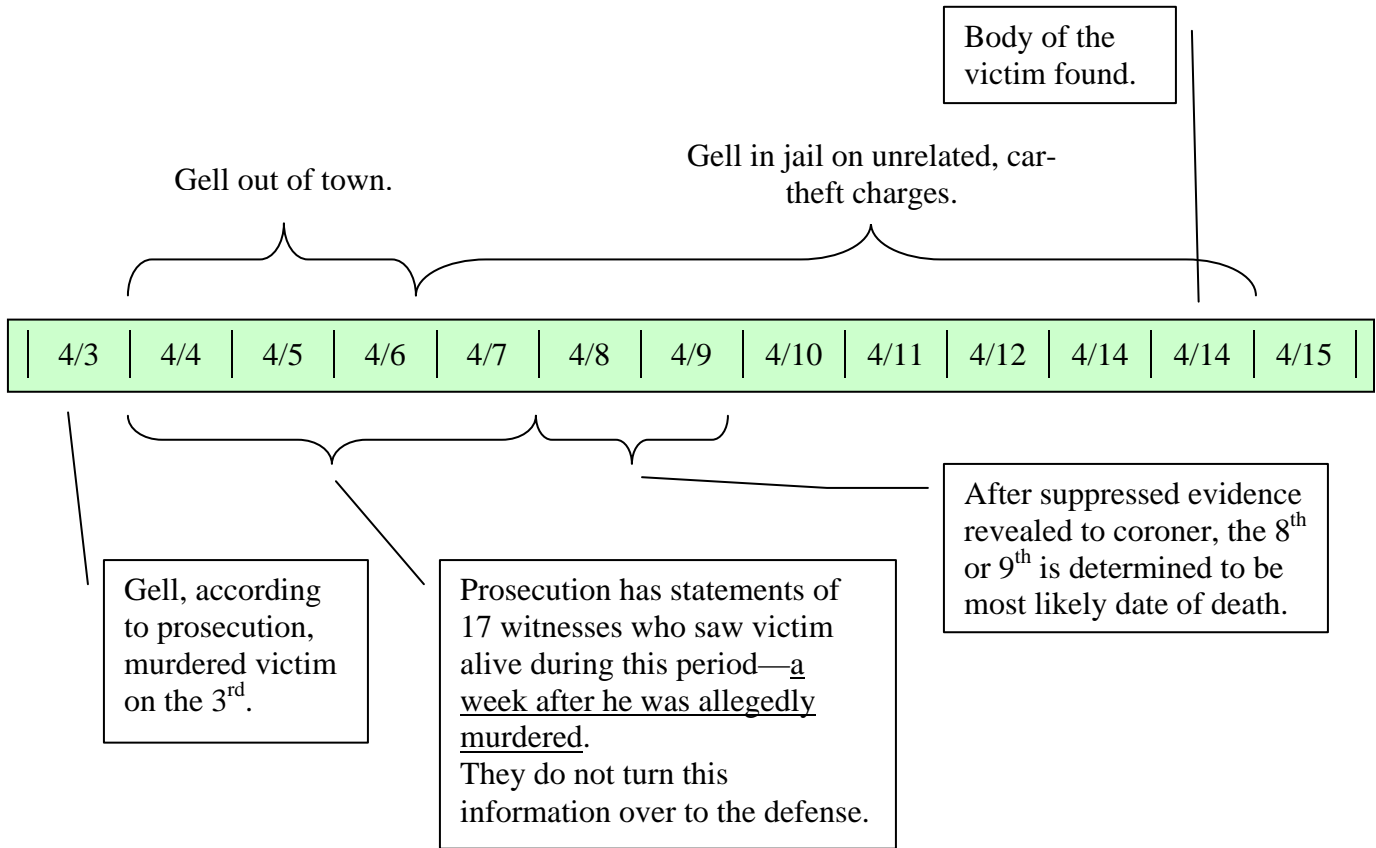 Body of the
victim found.
Gell in jail on unrelated, car-
theft charges.
Gell out of town.
4/3 4/4 4/5 4/6 4/7 4/8 4/9 4/10 4/11 4/12 4/14 4/14 4/15
After suppressed evidence
revealed to coroner, the 8th
or 9th is determined to be
most likely date of death.
Gell, according
to prosecution,
murdered victim
on the 3rd.
Prosecution has statements of
17 witnesses who saw victim
alive during this period—a
week after he was allegedly
murdered.
They do not turn this
information over to the defense.